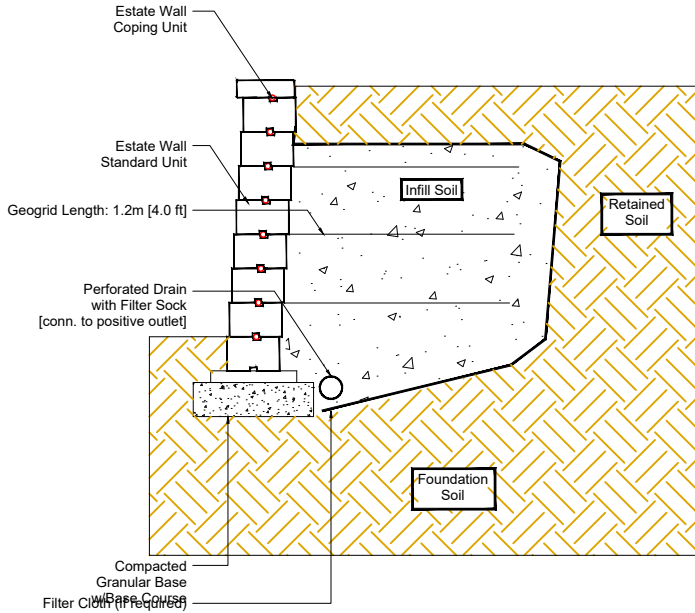 Estate Wall
Coping Unit
Estate Wall
Standard Unit
Infill Soil
Retained
Soil
Geogrid Length: 1.2m [4.0 ft]
Perforated Drain
with Filter Sock
[conn. to positive outlet]
Foundation
Soil
Compacted
Granular Base
w/Base Course
Filter Cloth (if required)